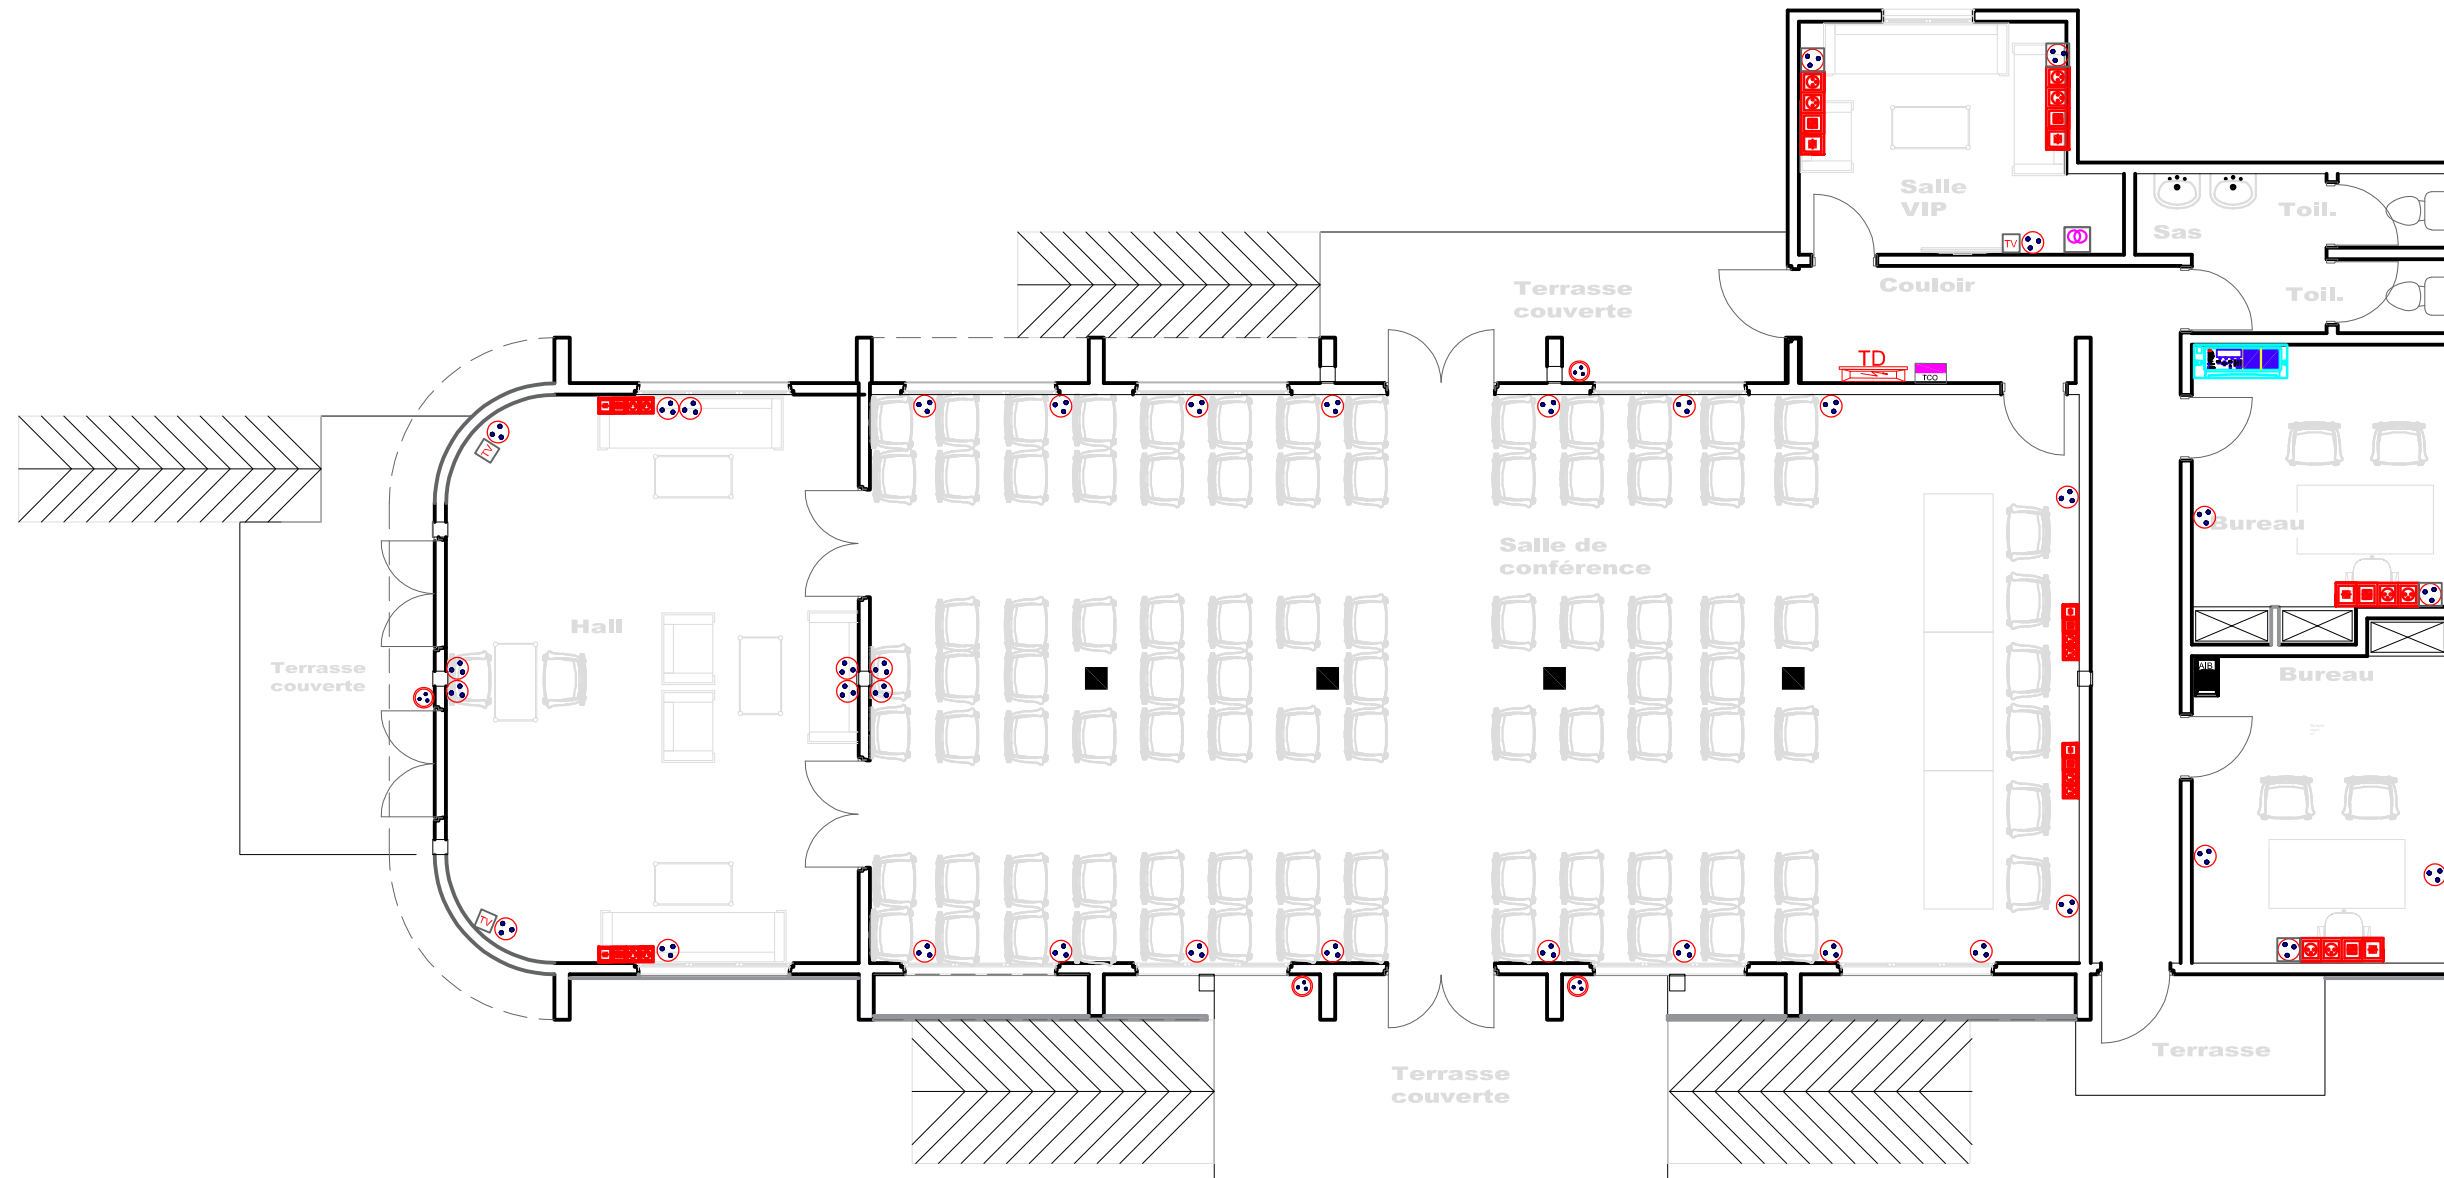 Salle
VIP
Toil.
Sas
TV
Couloir
Toil.
Terrasse
couverte
TD
TCO
TV
Bureau
Salle de
conférence
Hall
Terrasse
couverte
Bureau
TV
Terrasse
Terrasse
couverte